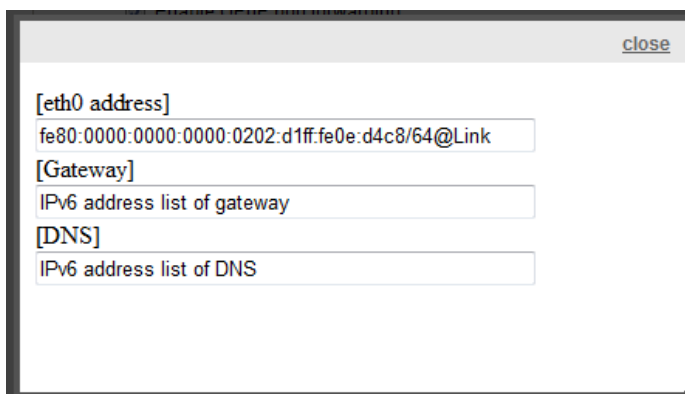 close
[eth0 address]
fe80:0000:0000:0000:0202:d1ff:fe0e:d4c8/64@Link
[Gateway]
IPv6 address list of gateway
[DNS]
IPv6 address list of DNS